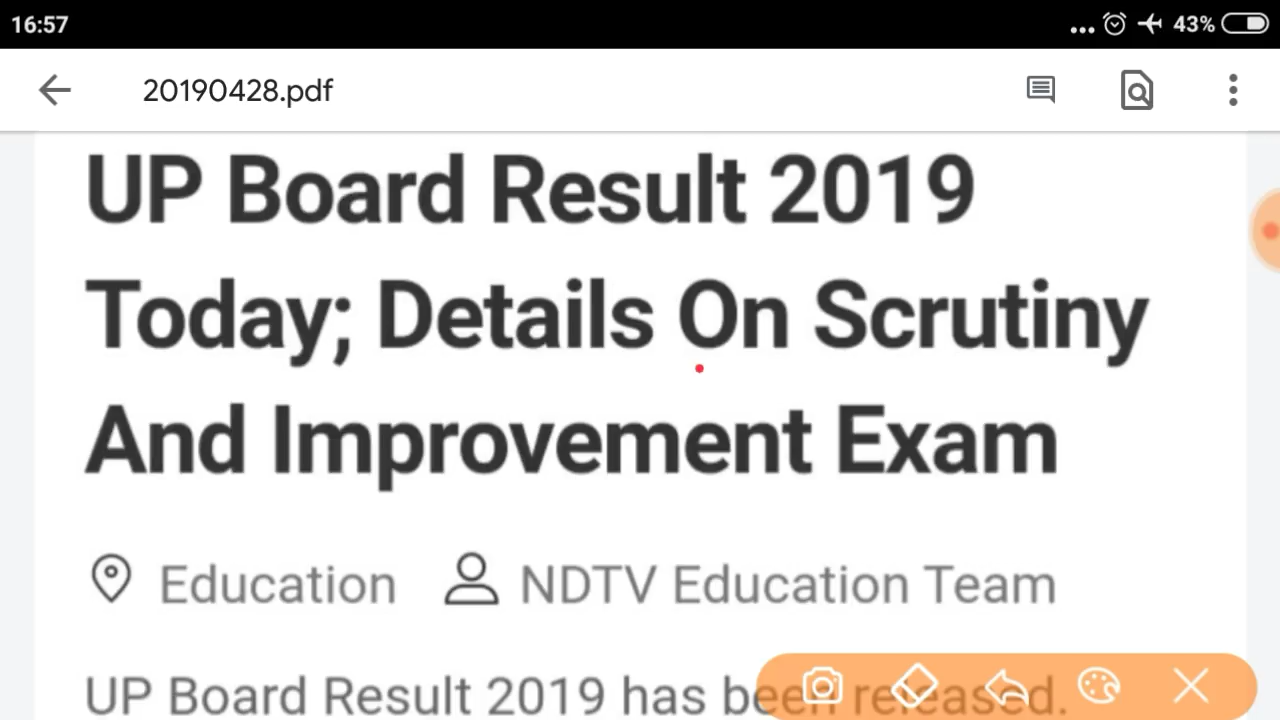 16:57
43%
20190428.pdf
UP Board Result 2019
Today; Details On Scrutiny
And Improvement Exam
Education NDTV Education Team
UP Board Result 2019 has been released.